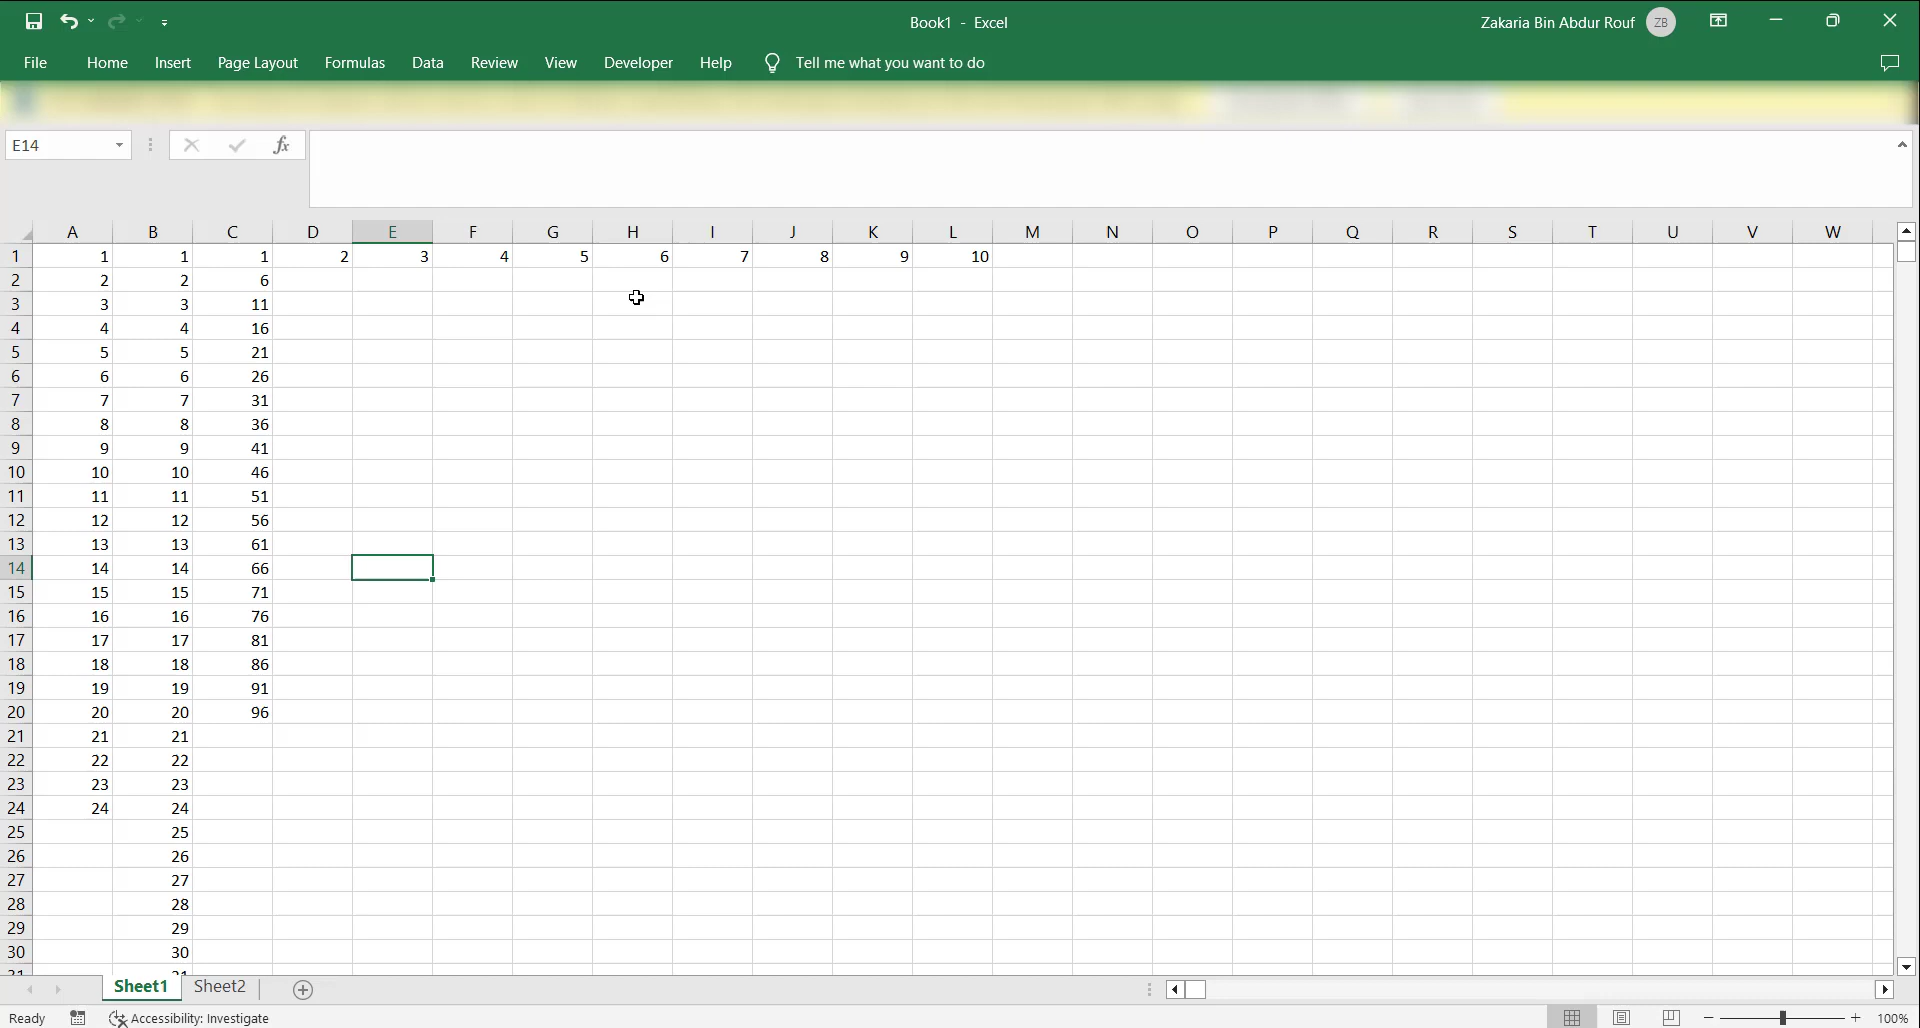 Book1 - Excel
Zakaria Bin Abdur Rouf ZB
File Home Insert Page Layout Formulas Data Review View Developer Help Tell me what you want to do
E14 fx
A B C D E F G H I J K L M N O P Q R S T U V W
1 1 1 1 2 3 4 5 6 7 8 9 10
2 2 2 6
3 3 3 11
4 4 4 16
5 5 5 21
6 6 6 26
7 7 7 31
8 8 8 36
9 9 9 41
10 10 10 46
11 11 11 51
12 12 12 56
13 13 13 61
14 14 14 66
15 15 15 71
16 16 16 76
17 17 17 81
18 18 18 86
19 19 19 91
20 20 20 96
21 21 21
22 22 22
23 23 23
24 24 24
25 25
26 26
27 27
28 28
29 29
30 30
31 31
Sheet1 Sheet2
Ready Accessibility: Investigate 100%